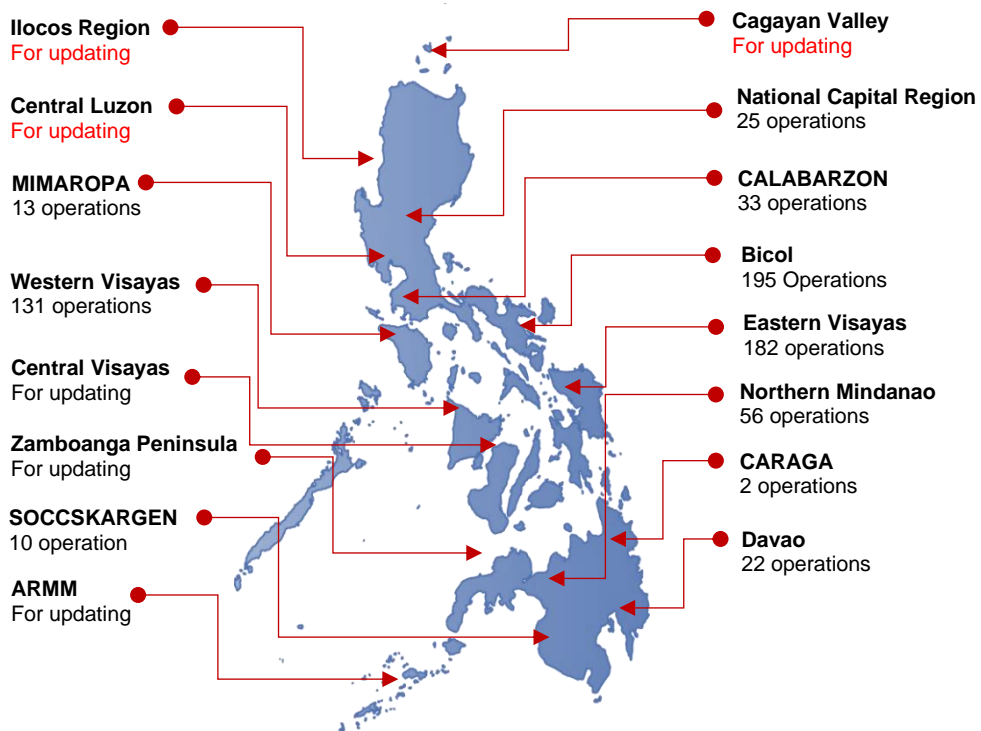 Ilocos Region
For updating
Central Luzon
For updating
MIMAROPA
13 operations
Western Visayas
131 operations
Central Visayas
For updating
Zamboanga Peninsula
For updating
SOCCSKARGEN
10 operation
ARMM
For updating
Cagayan Valley
For updating
National Capital Region
25 operations
CALABARZON
33 operations
Bicol
195 Operations
Eastern Visayas
182 operations
Northern Mindanao
56 operations
CARAGA
2 operations
Davao
22 operations